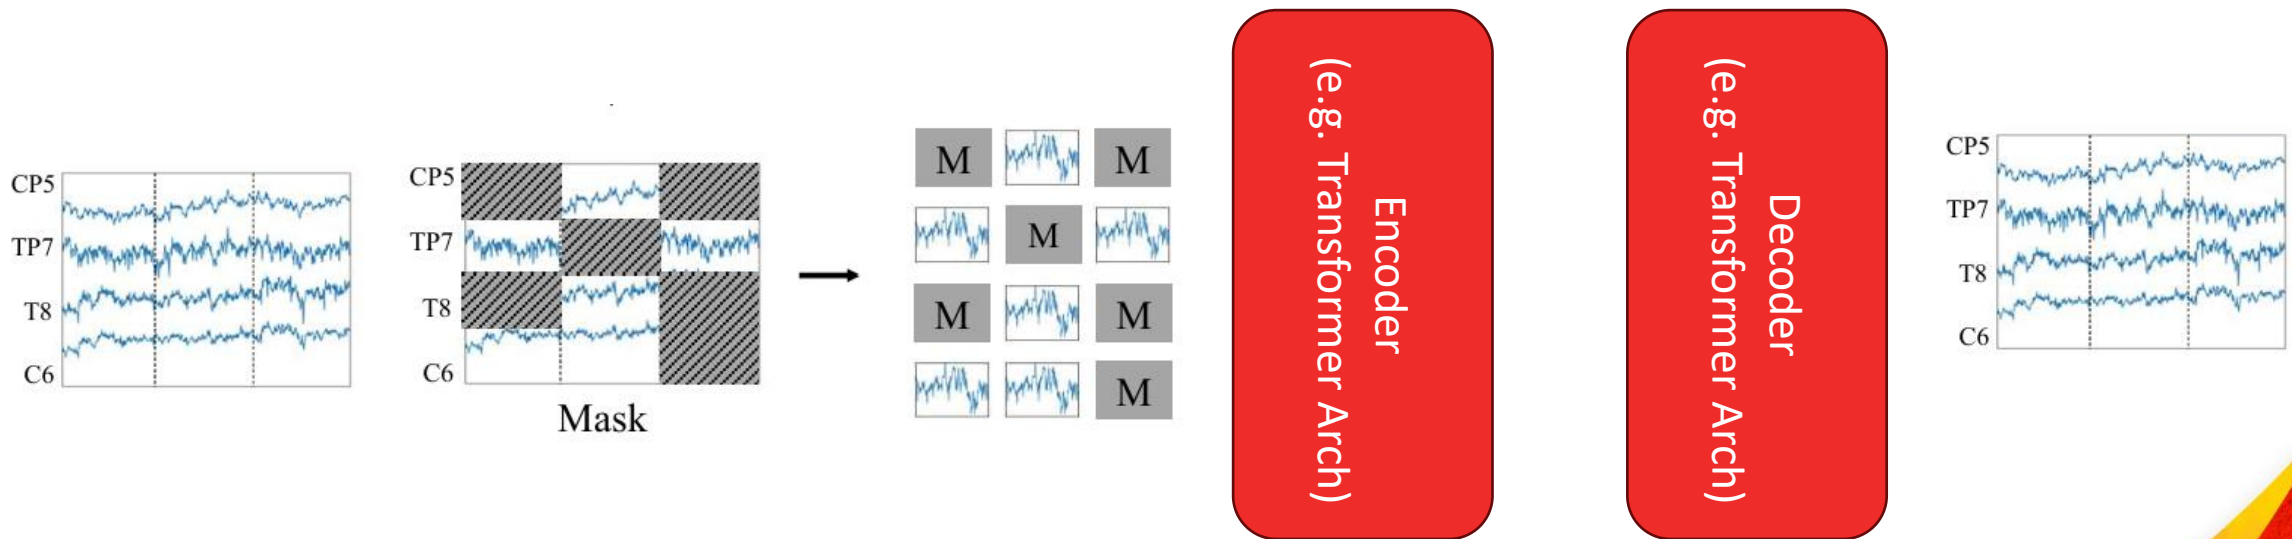 CP5
TP7
T8
C6
CP5
TP7
T8
C6
Mask
M
M
M
M
M
M
Encoder
(e.g. Transformer Arch)
Decoder
(e.g. Transformer Arch)
CP5
TP7
T8
C6